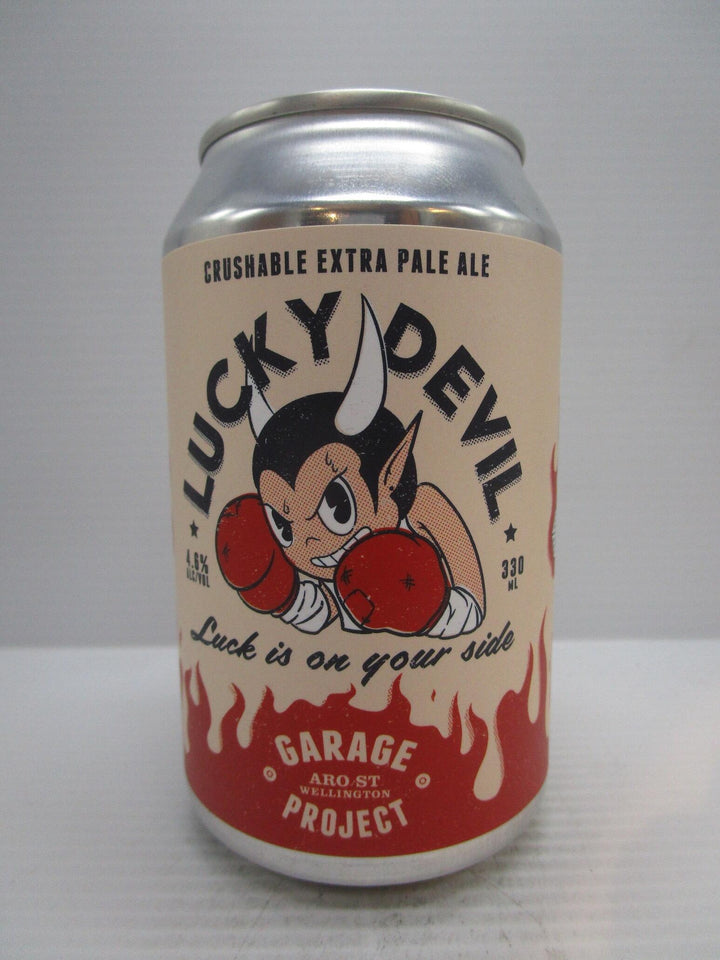 CRUSHABLE EXTRA PALE ALE
LUCKY DEVIL
4.6%
ALC/VOL
330
ML
Luck is on your side
GARAGE
ARO ST
WELLINGTON
PROJECT